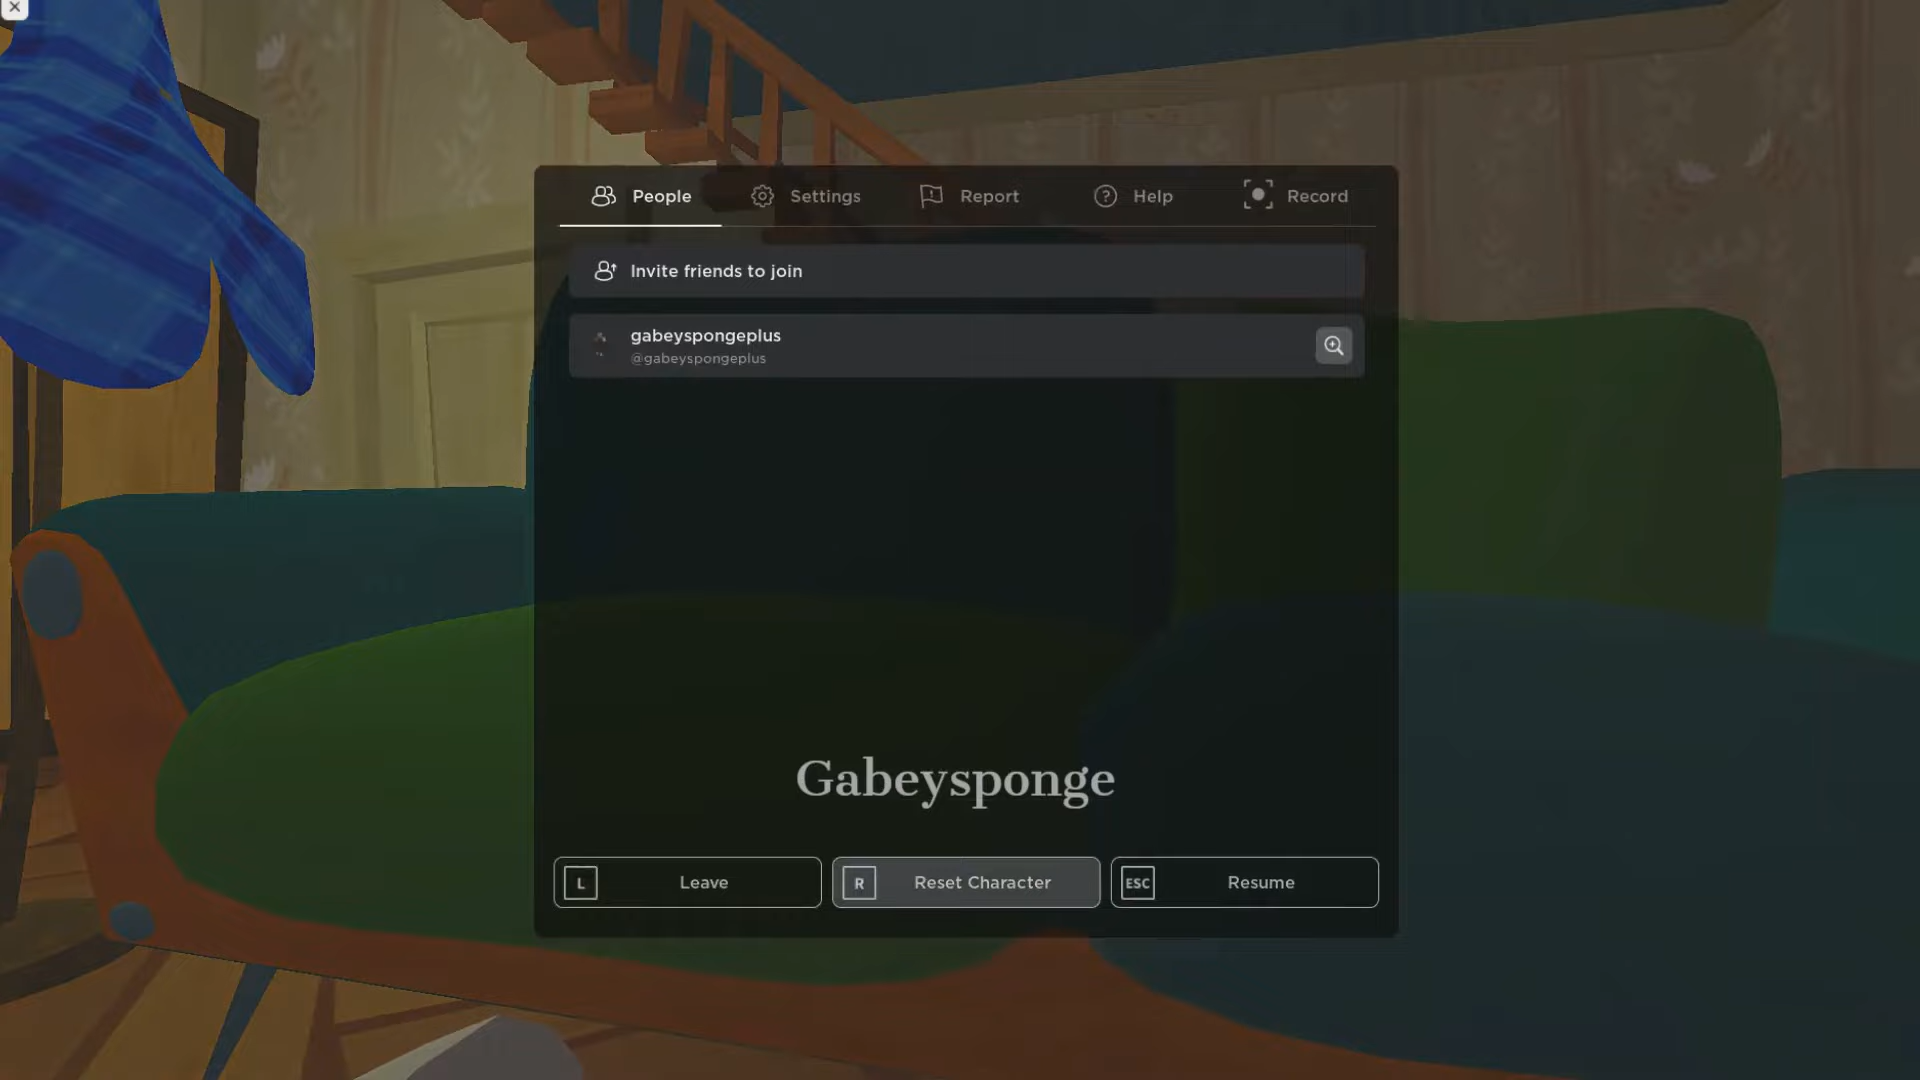 People
Settings
Report
Help
Record
Invite friends to join
gabeyspongeplus
@gabeyspongeplus
Gabeysponge
L Leave
R Reset Character
ESC Resume